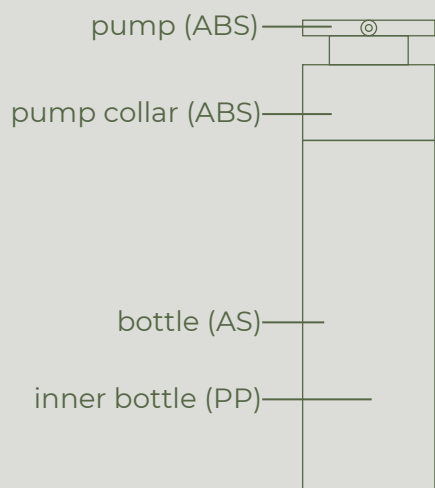 pump (ABS)
pump collar (ABS)
bottle (AS)
inner bottle (PP)